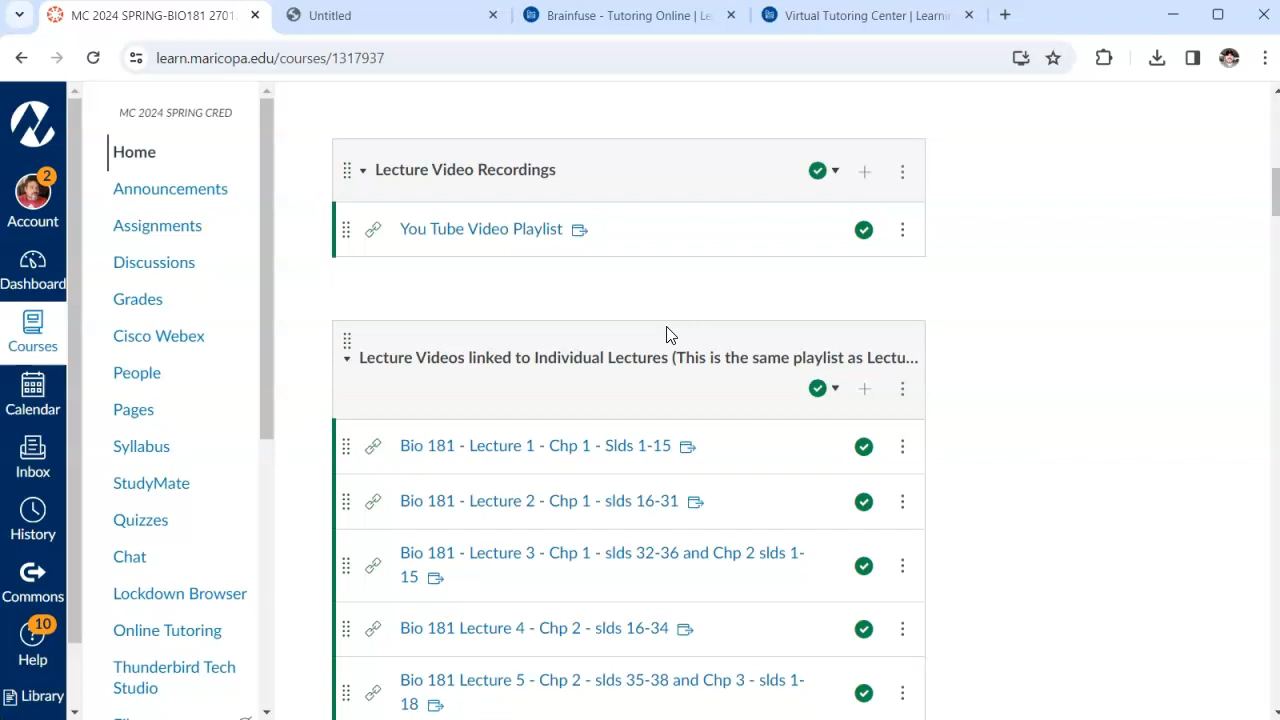 MC 2024 SPRING-BIO181 2701
Untitled
Brainfuse - Tutoring Online | Le
Virtual Tutoring Center | Learnin
learn.maricopa.edu/courses/1317937
2
Account
Dashboard
Courses
Calendar
Inbox
History
Commons
10
Help
Library
MC 2024 SPRING CRED
Home
Announcements
Assignments
Discussions
Grades
Cisco Webex
People
Pages
Syllabus
StudyMate
Quizzes
Chat
Lockdown Browser
Online Tutoring
Thunderbird Tech
Studio
Lecture Video Recordings
You Tube Video Playlist
Lecture Videos linked to Individual Lectures (This is the same playlist as Lectu...
Bio 181 - Lecture 1 - Chp 1 - Slds 1-15
Bio 181 - Lecture 2 - Chp 1 - slds 16-31
Bio 181 - Lecture 3 - Chp 1 - slds 32-36 and Chp 2 slds 1-
15
Bio 181 Lecture 4 - Chp 2 - slds 16-34
Bio 181 Lecture 5 - Chp 2 - slds 35-38 and Chp 3 - slds 1-
18